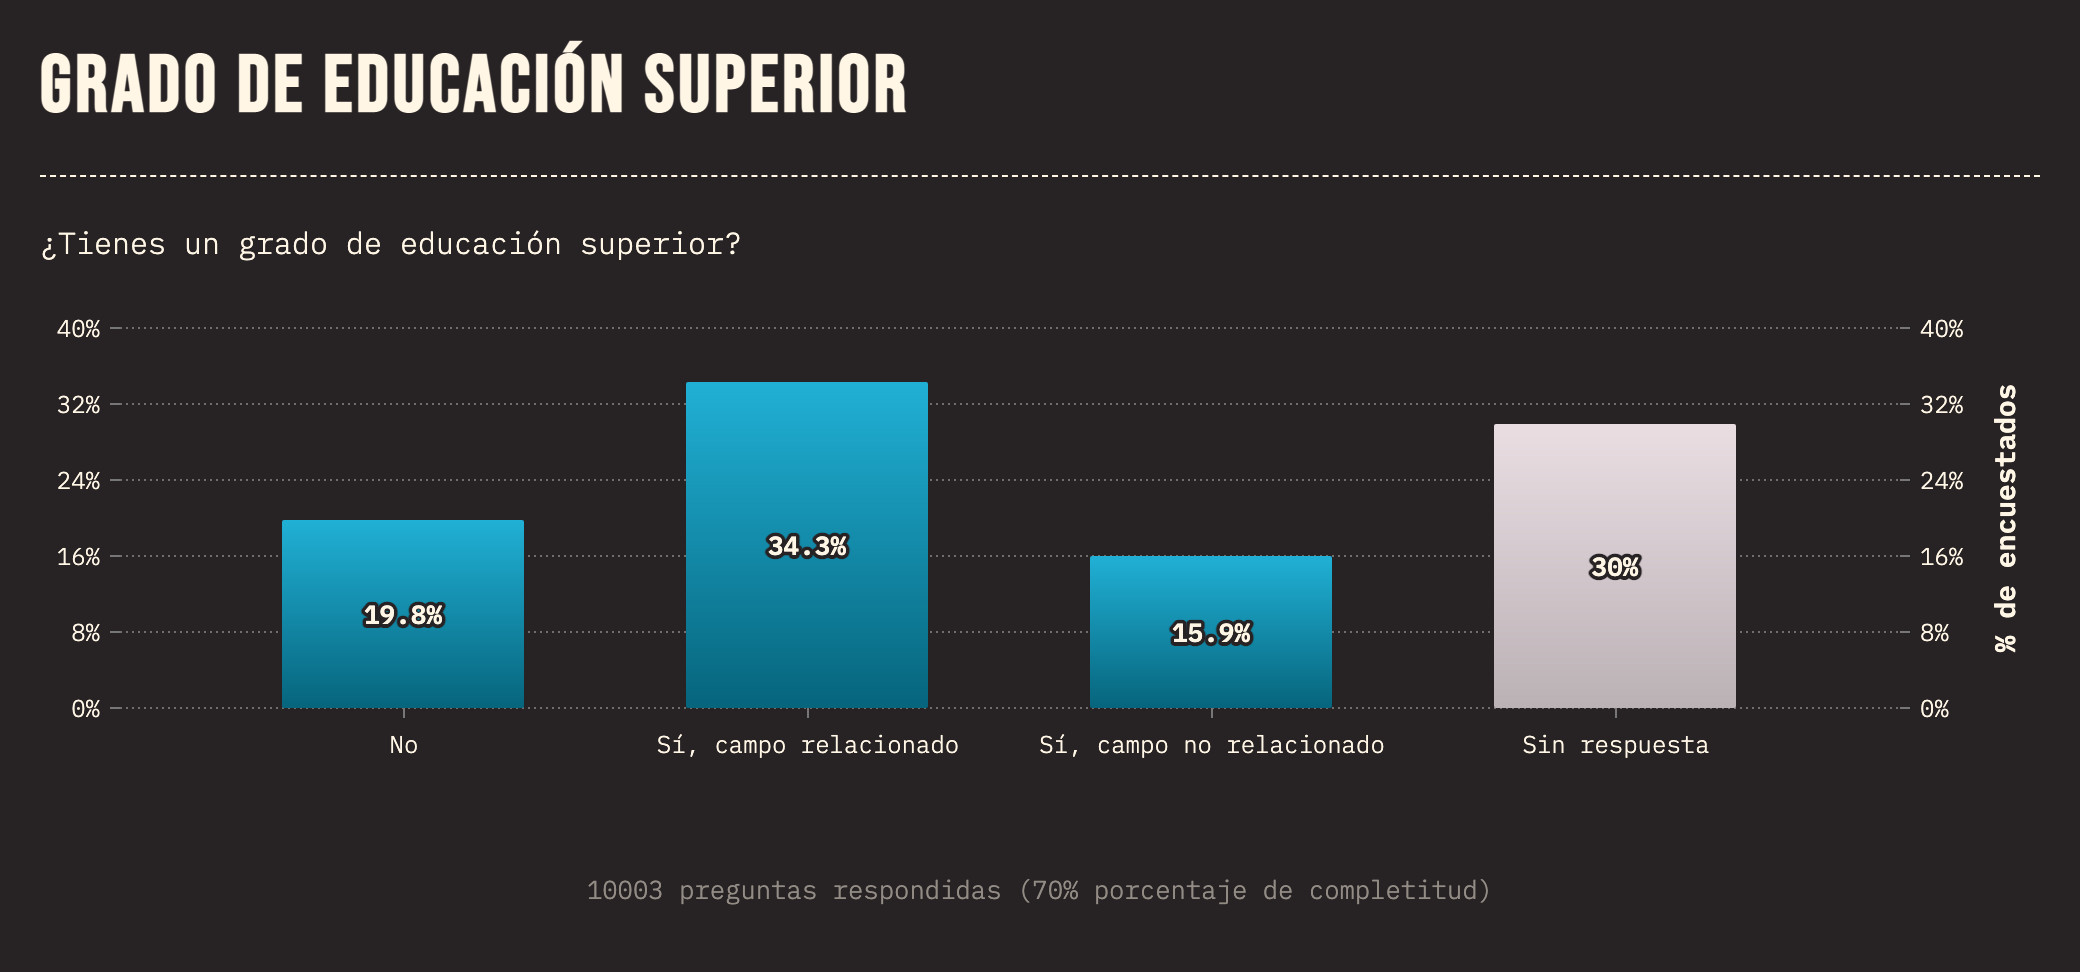 GRADO DE EDUCACIÓN SUPERIOR
¿Tienes un grado de educación superior?
40%
32%
24%
16%
8%
0%
19.8%
34.3%
15.9%
30%
40%
32%
24%
16%
8%
0%
% de encuestados
No
Sí, campo relacionado
Sí, campo no relacionado
Sin respuesta
10003 preguntas respondidas (70% porcentaje de completitud)